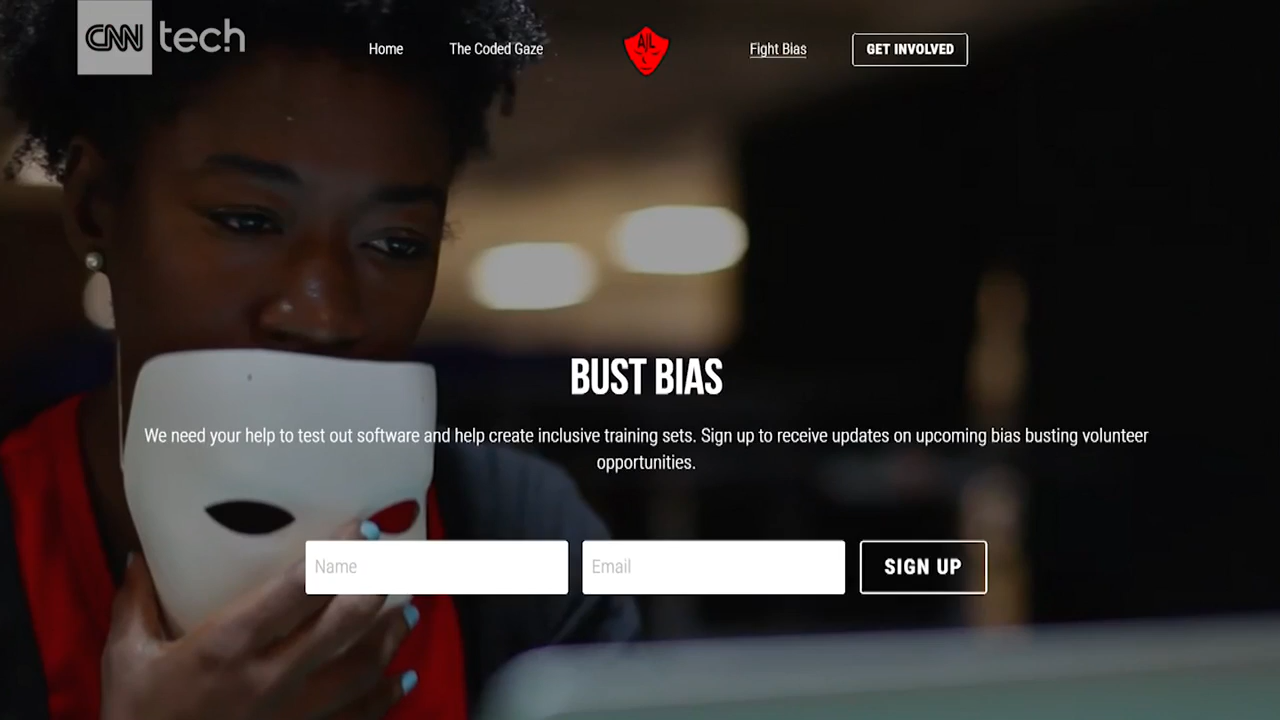 CNN tech
Home
The Coded Gaze
AJL
Fight Bias
GET INVOLVED
BUST BIAS
We need your help to test out software and help create inclusive training sets. Sign up to receive updates on upcoming bias busting volunteer
opportunities.
Name
Email
SIGN UP